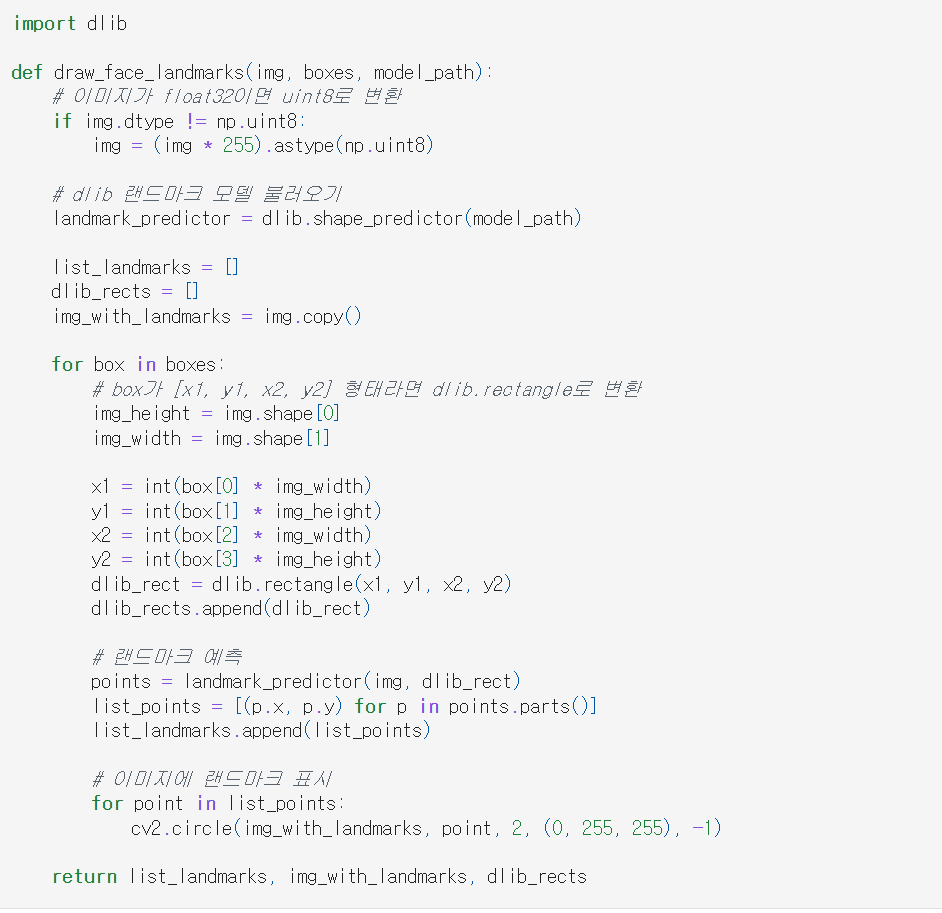 import dlib

def draw_face_landmarks(img, boxes, model_path):
    # 이미지가 float32이면 uint8로 변환
    if img.dtype != np.uint8:
        img = (img * 255).astype(np.uint8)

    # dlib 랜드마크 모델 불러오기
    landmark_predictor = dlib.shape_predictor(model_path)

    list_landmarks = []
    dlib_rects = []
    img_with_landmarks = img.copy()

    for box in boxes:
        # box가 [x1, y1, x2, y2] 형태라면 dlib.rectangle로 변환
        img_height = img.shape[0]
        img_width = img.shape[1]

        x1 = int(box[0] * img_width)
        y1 = int(box[1] * img_height)
        x2 = int(box[2] * img_width)
        y2 = int(box[3] * img_height)
        dlib_rect = dlib.rectangle(x1, y1, x2, y2)
        dlib_rects.append(dlib_rect)

        # 랜드마크 예측
        points = landmark_predictor(img, dlib_rect)
        list_points = [(p.x, p.y) for p in points.parts()]
        list_landmarks.append(list_points)

        # 이미지에 랜드마크 표시
        for point in list_points:
            cv2.circle(img_with_landmarks, point, 2, (0, 255, 255), -1)

    return list_landmarks, img_with_landmarks, dlib_rects